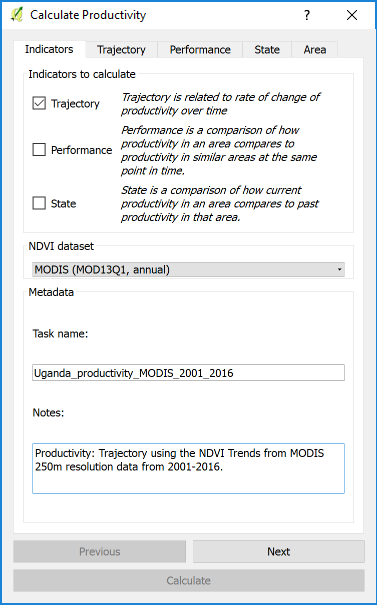 Calculate Productivity
Indicators Trajectory Performance State Area
Indicators to calculate
Trajectory
Trajectory is related to rate of change of
productivity over time
Performance
Performance is a comparison of how
productivity in an area compares to
productivity in similar areas at the same
point in time.
State
State is a comparison of how current
productivity in an area compares to past
productivity in that area.
NDVI dataset
MODIS (MOD13Q1, annual)
Metadata
Task name:
Uganda_productivity_MODIS_2001_2016
Notes:
Productivity: Trajectory using the NDVI Trends from MODIS
250m resolution data from 2001-2016.
Previous Next
Calculate